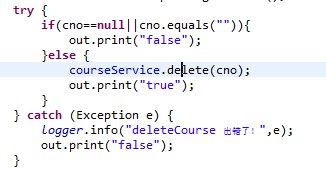 try {
if(cno==null||cno.equals("")){
out.print("false");
}else {
courseService.delete(cno);
out.print("true");
}
} catch (Exception e) {
logger.info("deleteCourse 出错了!",e);
out.print("false");
}